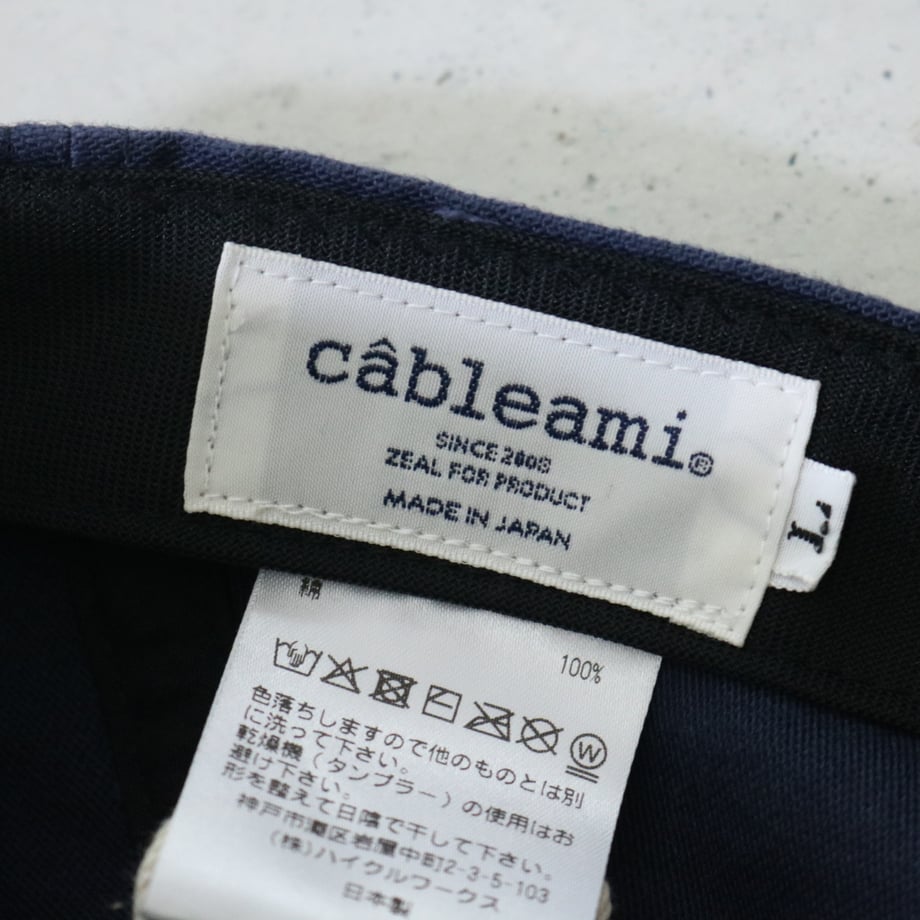 câbleami®
SINCE 2008
ZEAL FOR PRODUCT
MADE IN JAPAN
L
綿
100%
W
色落ちしますので他のものとは別
に洗って下さい。
乾燥機（タンブラー）の使用はお
避け下さい。
形を整えて日陰で干して下さい。
神戸市灘区岩屋中町2-3-5-103
（株）ハイクルワークス
日本製